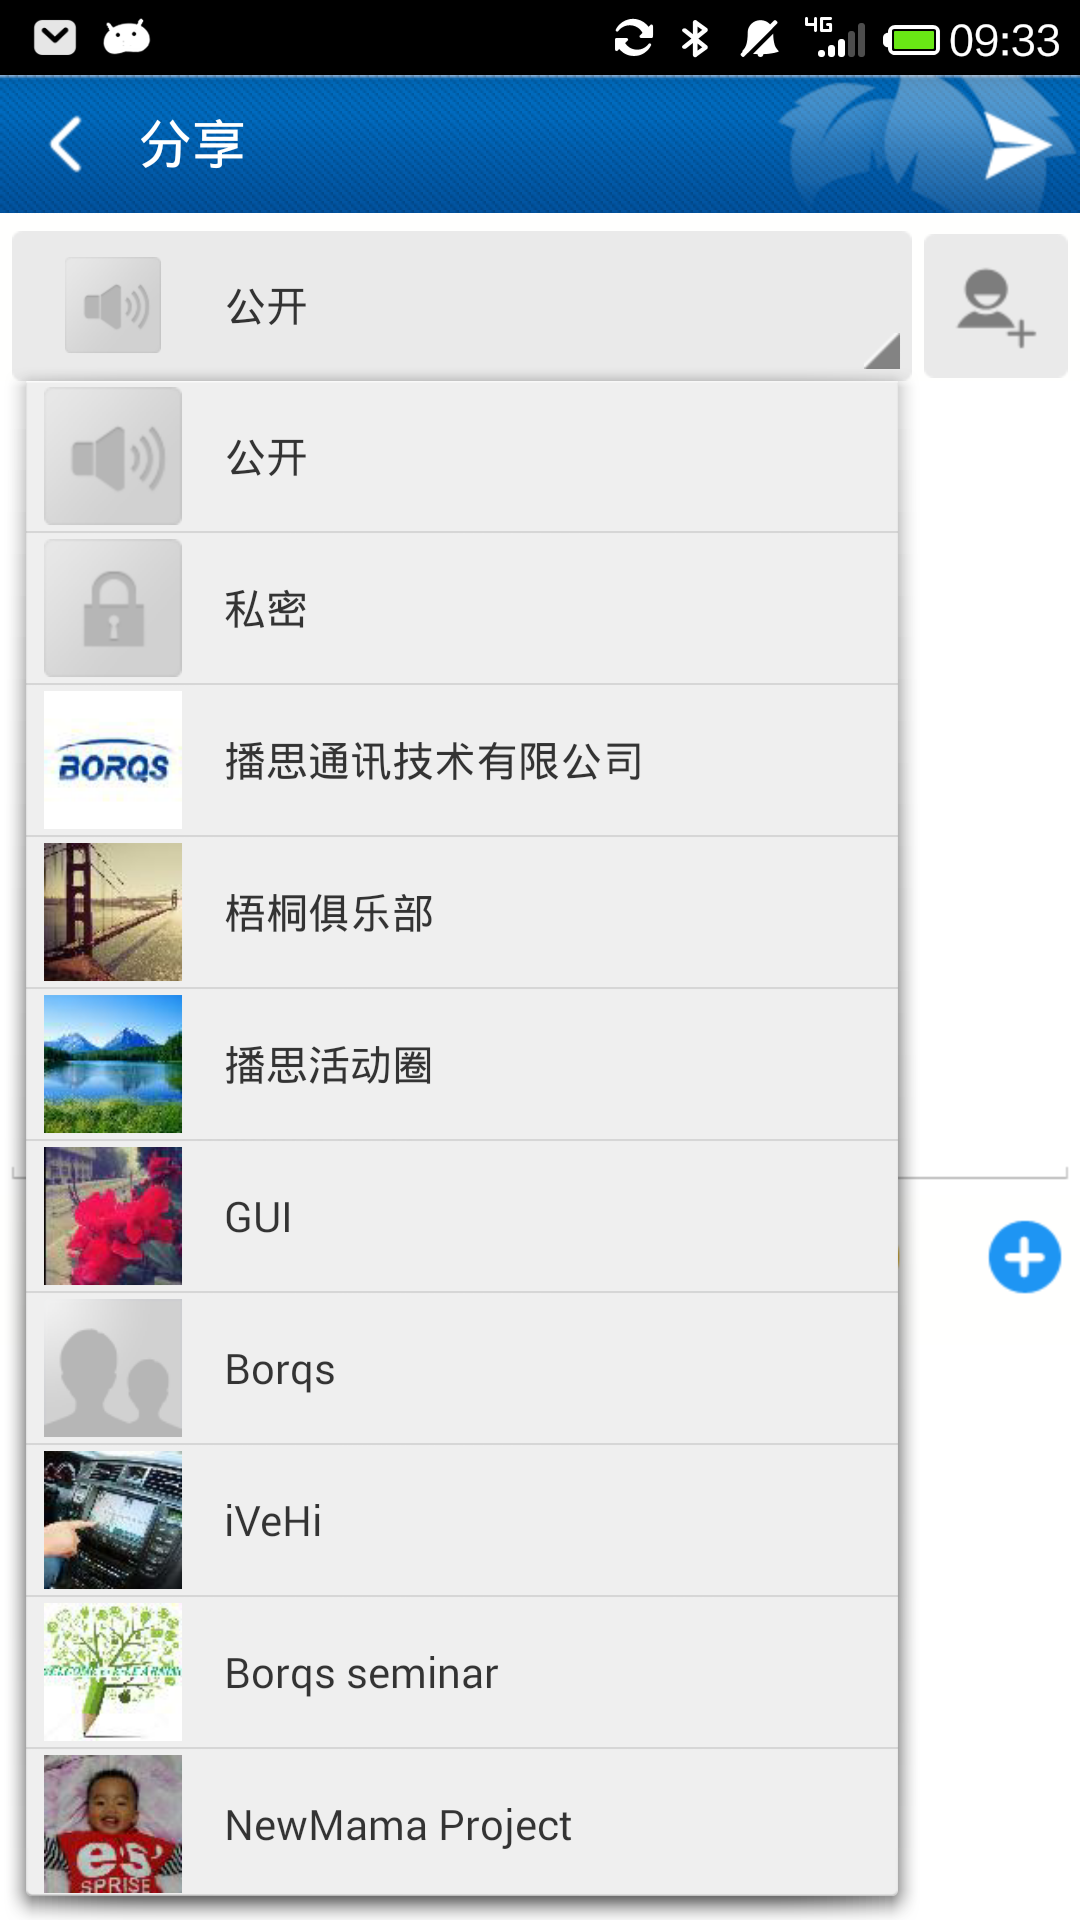 4G 09:33
分享
公开
公开
私密
BORQS
播思通讯技术有限公司
梧桐俱乐部
播思活动圈
GUI
Borqs
iVeHi
Borqs seminar
NewMama Project
es'
SPRISE